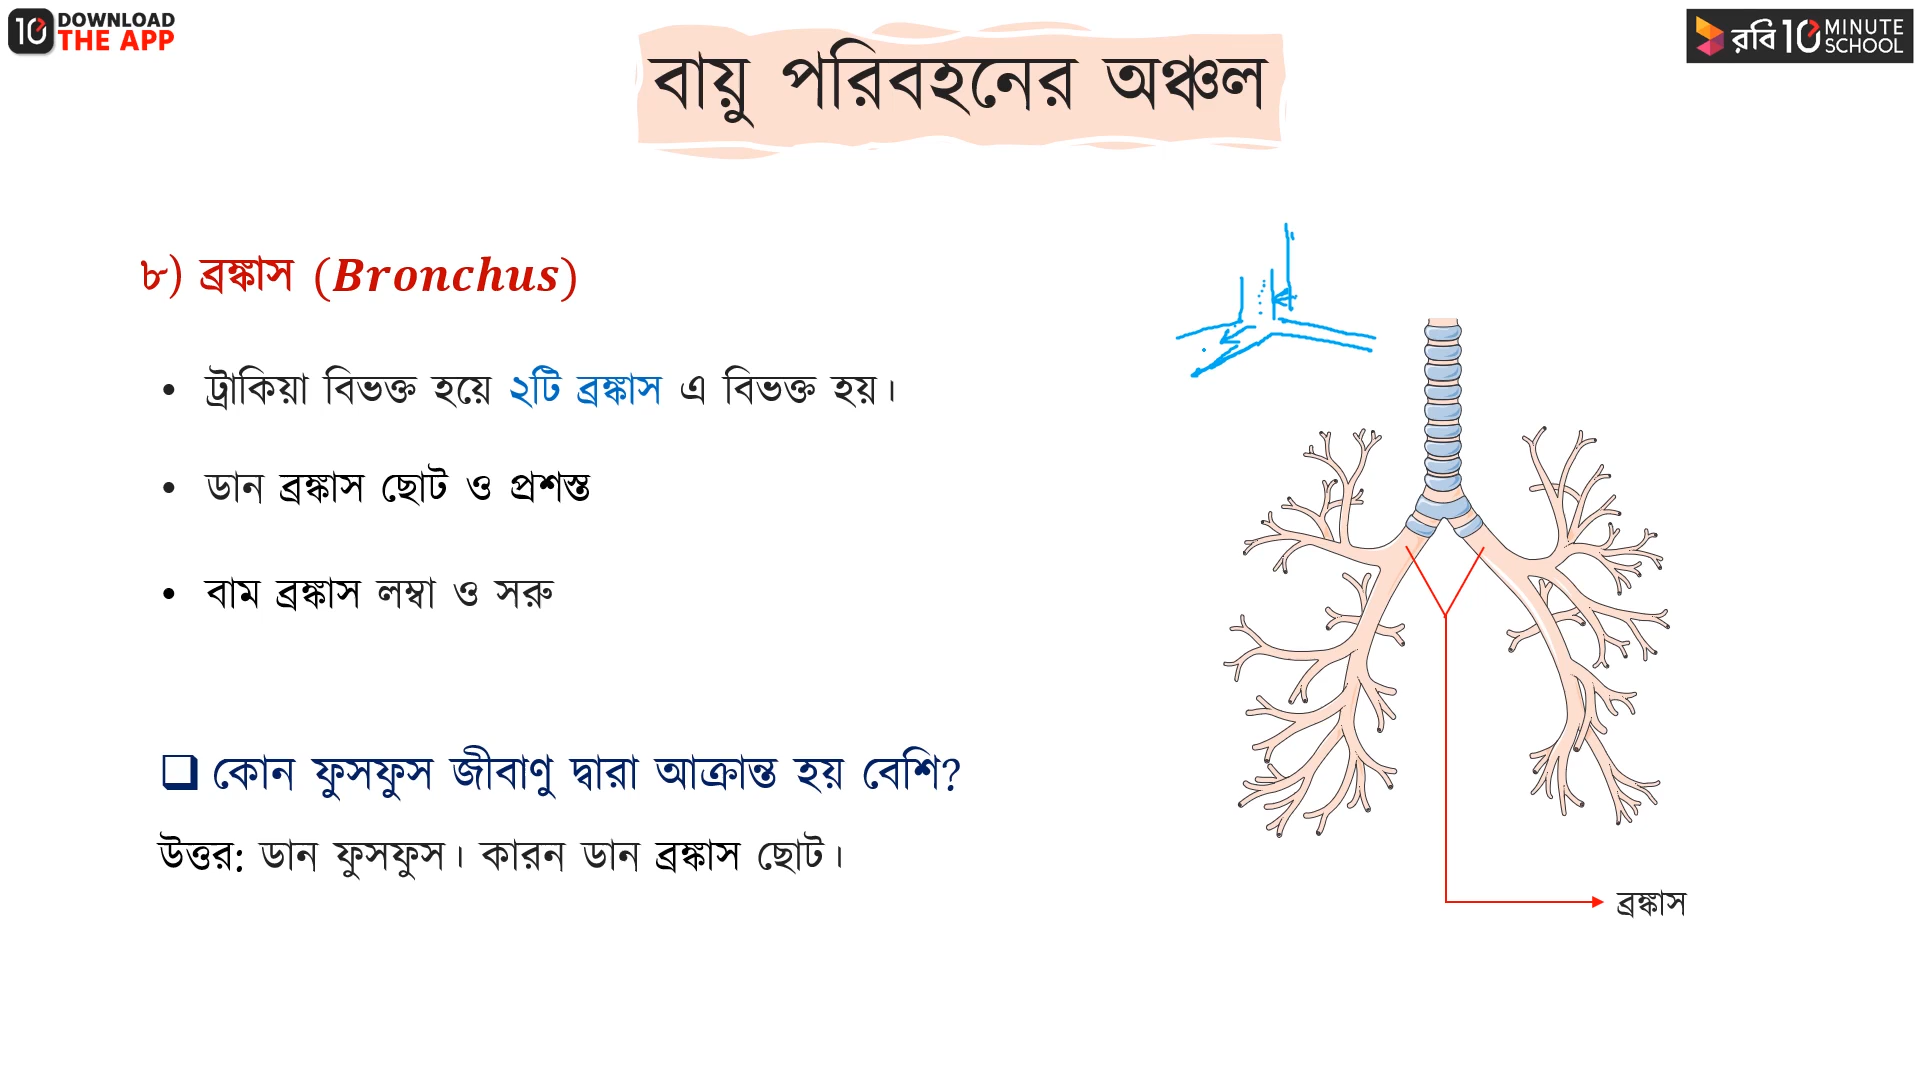 10 DOWNLOAD
THE APP
রবি 10 MINUTE
SCHOOL
বায়ু পরিবহনের অঞ্চল
৮) ব্রঙ্কাস (Bronchus)
• ট্রাকিয়া বিভক্ত হয়ে ২টি ব্রঙ্কাস এ বিভক্ত হয়।
• ডান ব্রঙ্কাস ছোট ও প্রশস্ত
• বাম ব্রঙ্কাস লম্বা ও সরু
❑ কোন ফুসফুস জীবাণু দ্বারা আক্রান্ত হয় বেশি?
উত্তর: ডান ফুসফুস। কারন ডান ব্রঙ্কাস ছোট।
ব্রঙ্কাস